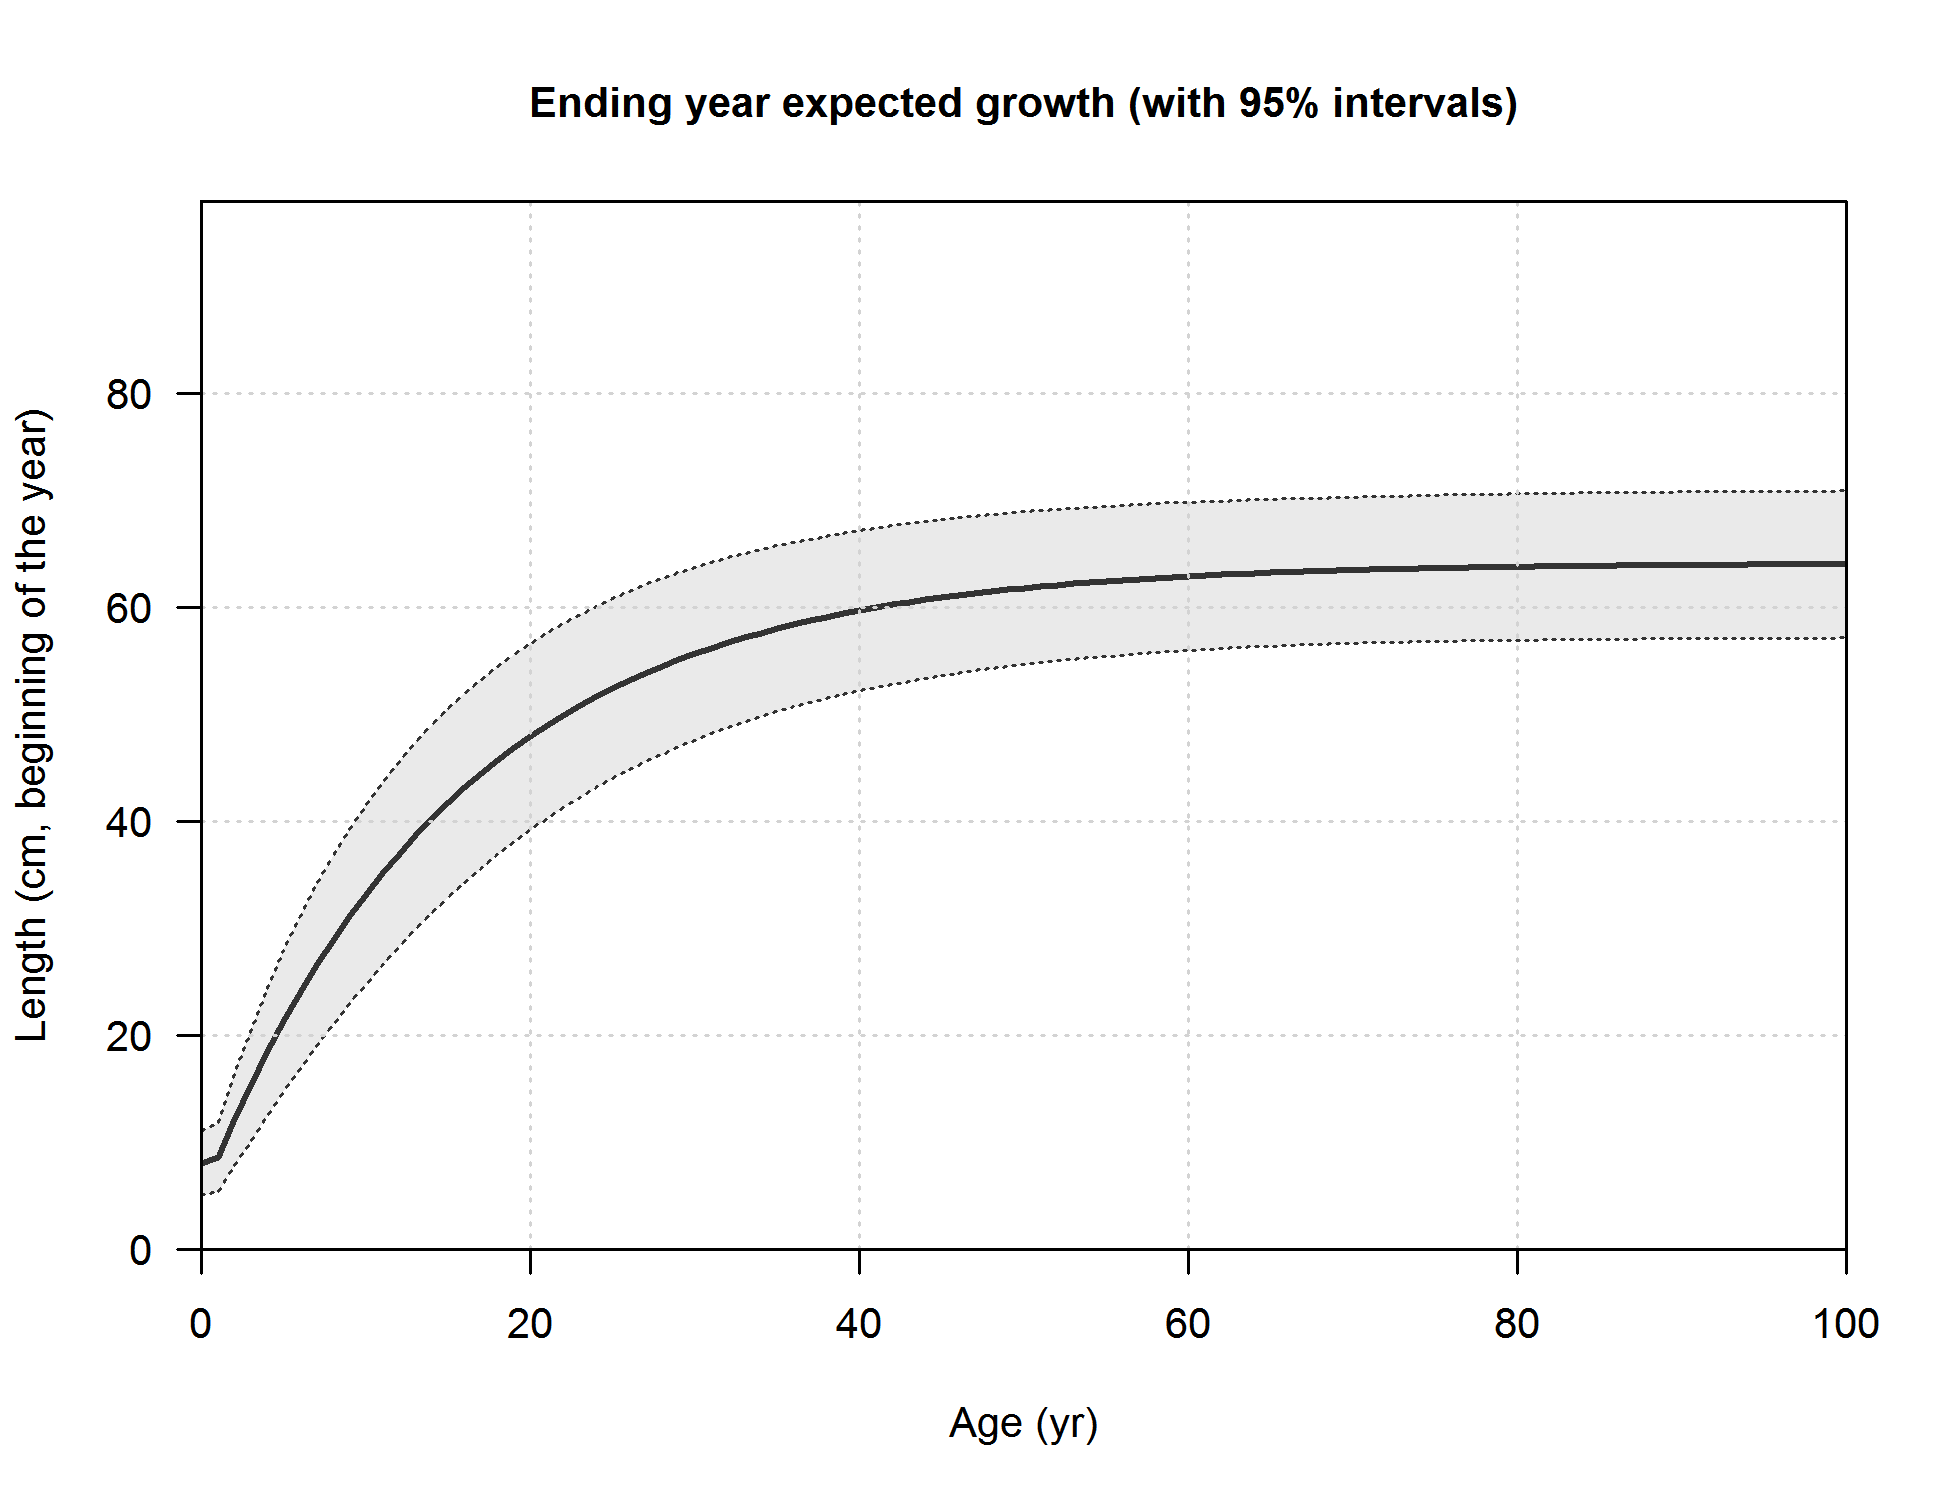 Ending year expected growth (with 95% intervals)
Length (cm, beginning of the year)
80
60
40
20
0
0 20 40 60 80 100
Age (yr)